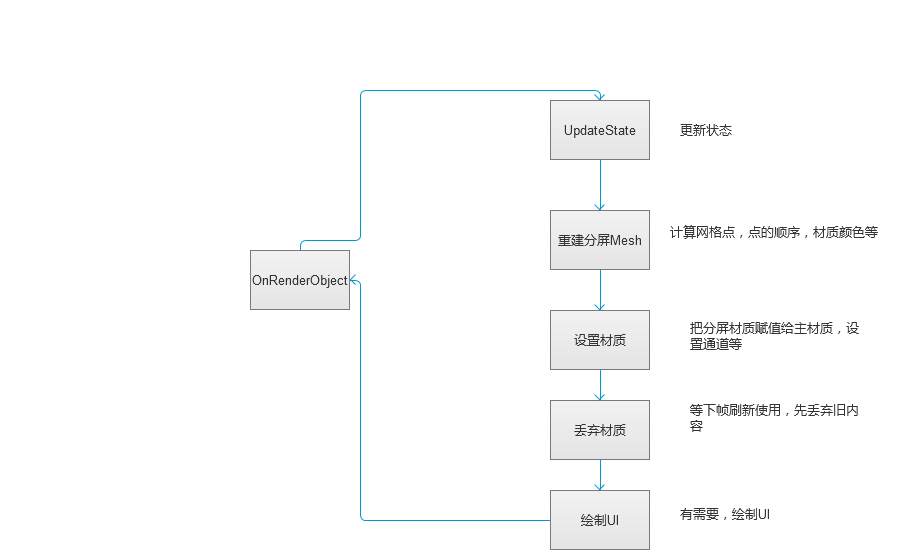 UpdateState
更新状态
重建分屏Mesh
计算网格点，点的顺序，材质颜色等
OnRenderObject
设置材质
把分屏材质赋值给主材质，设
置通道等
丢弃材质
等下帧刷新使用，先丢弃旧内
容
绘制UI
有需要，绘制UI